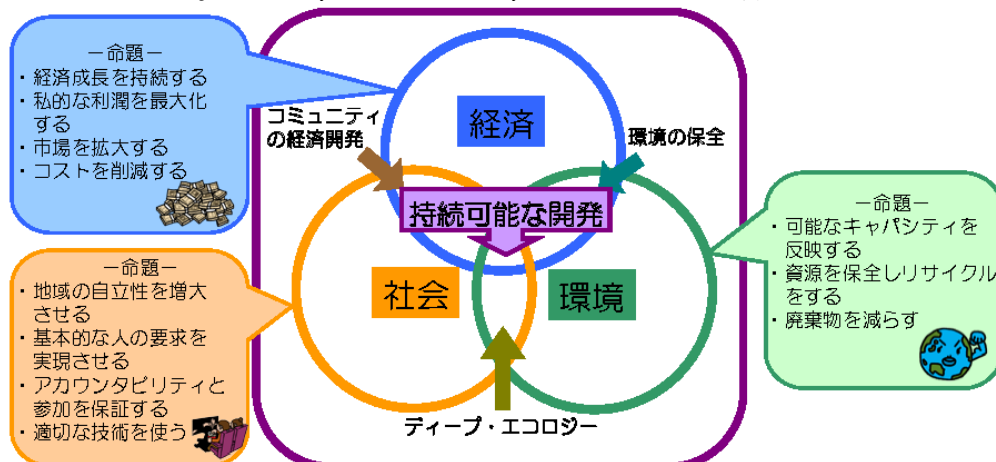 －命題－
・経済成長を持続する
・私的な利潤を最大化
する
・市場を拡大する
・コストを削減する
コミュニティ
の経済開発
経済
環境の保全
持続可能な開発
社会
環境
ディープ・エコロジー
－命題－
・地域の自立性を増大
させる
・基本的な人の要求を
実現させる
・アカウンタビリティと
参加を保証する
・適切な技術を使う
－命題－
・可能なキャパシティを
反映する
・資源を保全しリサイクル
をする
・廃棄物を減らす